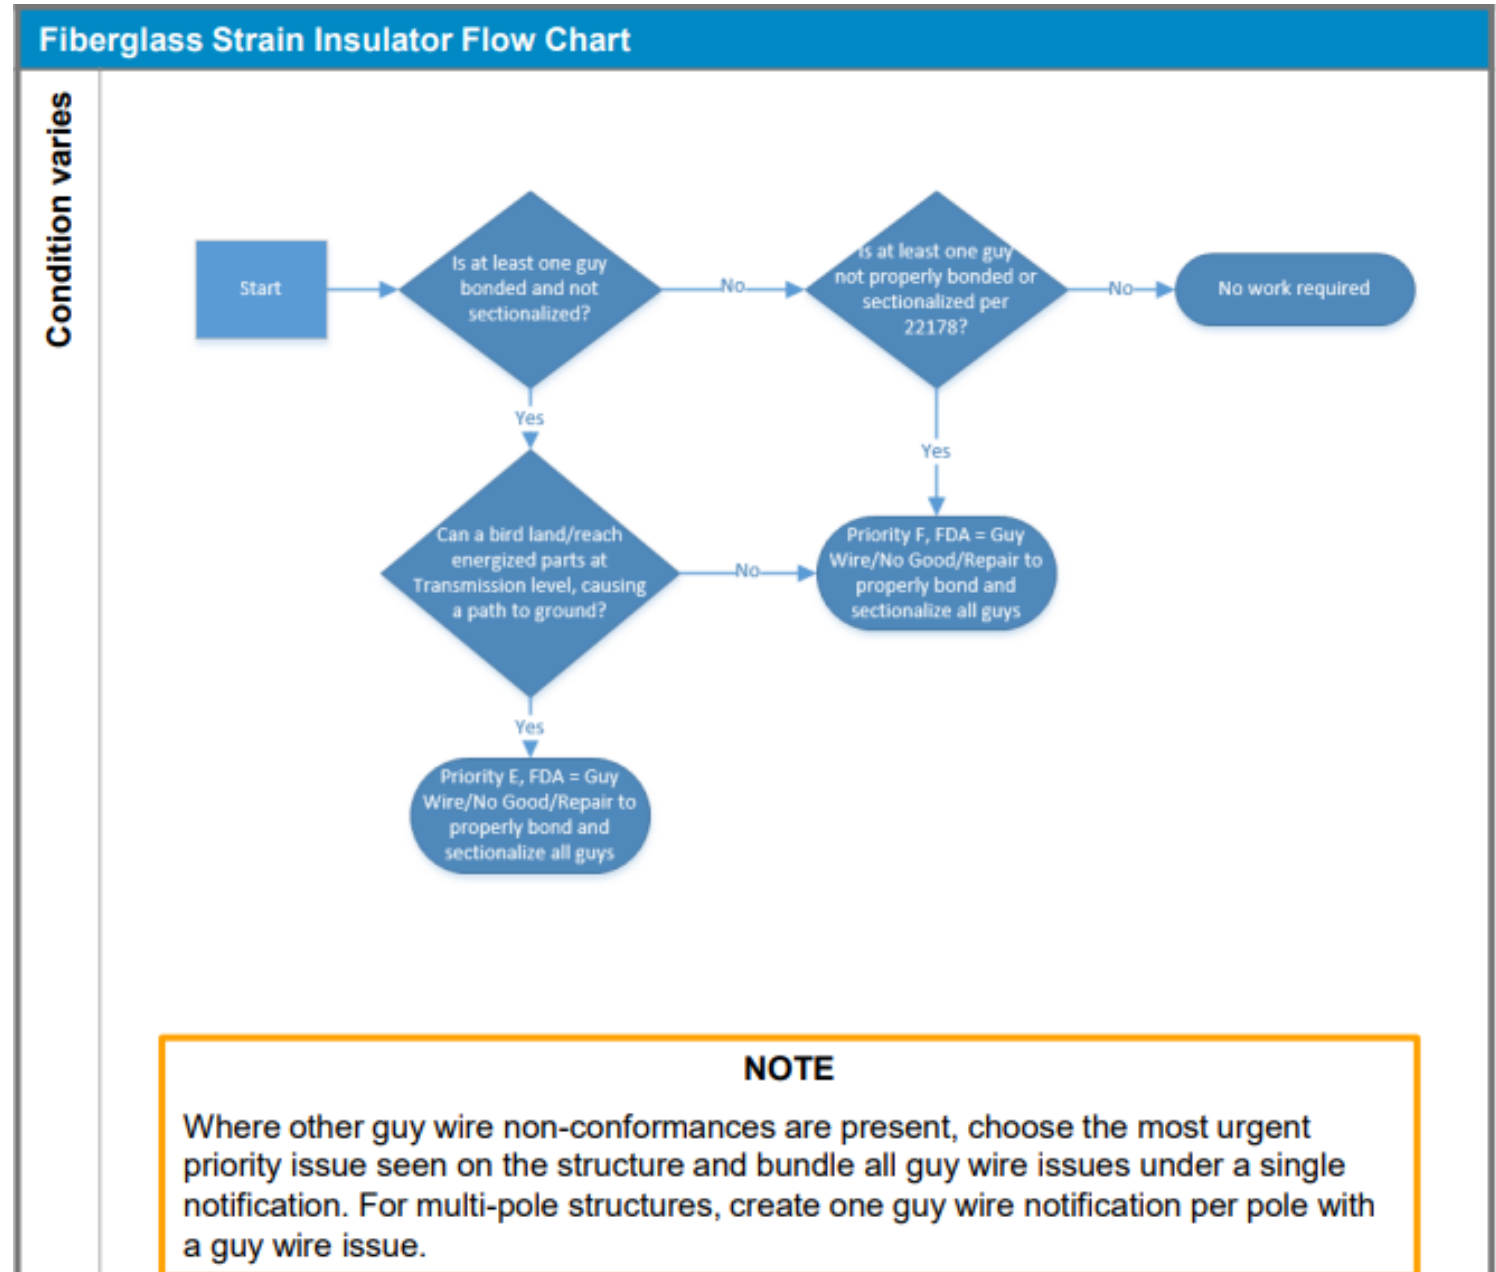 Fiberglass Strain Insulator Flow Chart
Condition varies
Start
Is at least one guy
bonded and not
sectionalized?
No
Is at least one guy
not properly bonded or
sectionalized per
22178?
No
No work required
Yes
Yes
Can a bird land/reach
energized parts at
Transmission level, causing
a path to ground?
No
Priority F, FDA = Guy
Wire/No Good/Repair to
properly bond and
sectionalize all guys
Yes
Priority E, FDA = Guy
Wire/No Good/Repair to
properly bond and
sectionalize all guys
NOTE
Where other guy wire non-conformances are present, choose the most urgent
priority issue seen on the structure and bundle all guy wire issues under a single
notification. For multi-pole structures, create one guy wire notification per pole with
a guy wire issue.